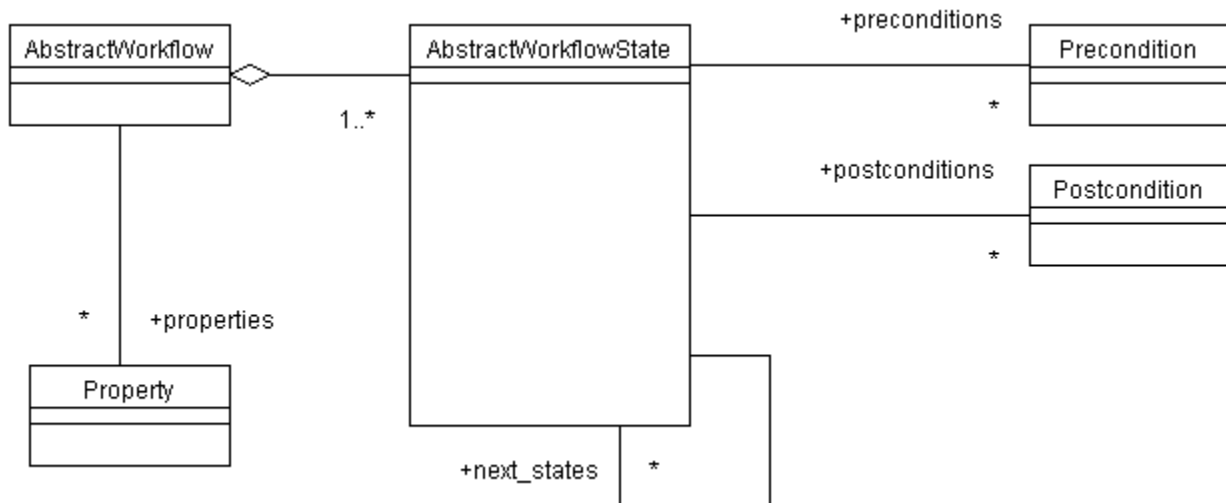 +preconditions
AbstractWorkflow
AbstractWorkflowState
Precondition
1..*
*
+postconditions
Postcondition
*
*
+properties
Property
+next_states
*